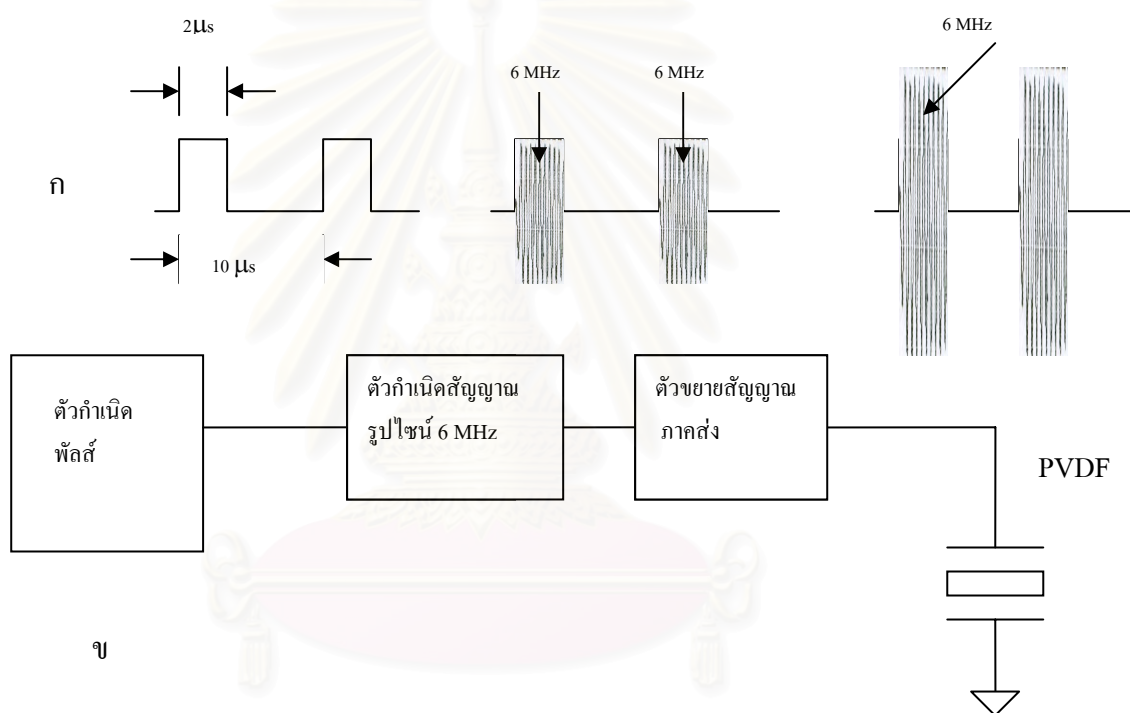 2µs
6 MHz
6 MHz
6 MHz
ก
10 µs
ตัวกำเนิด
พัลส์
ตัวกำเนิดสัญญาณ
รูปไซน์ 6 MHz
ตัวขยายสัญญาณ
ภาคส่ง
PVDF
ข